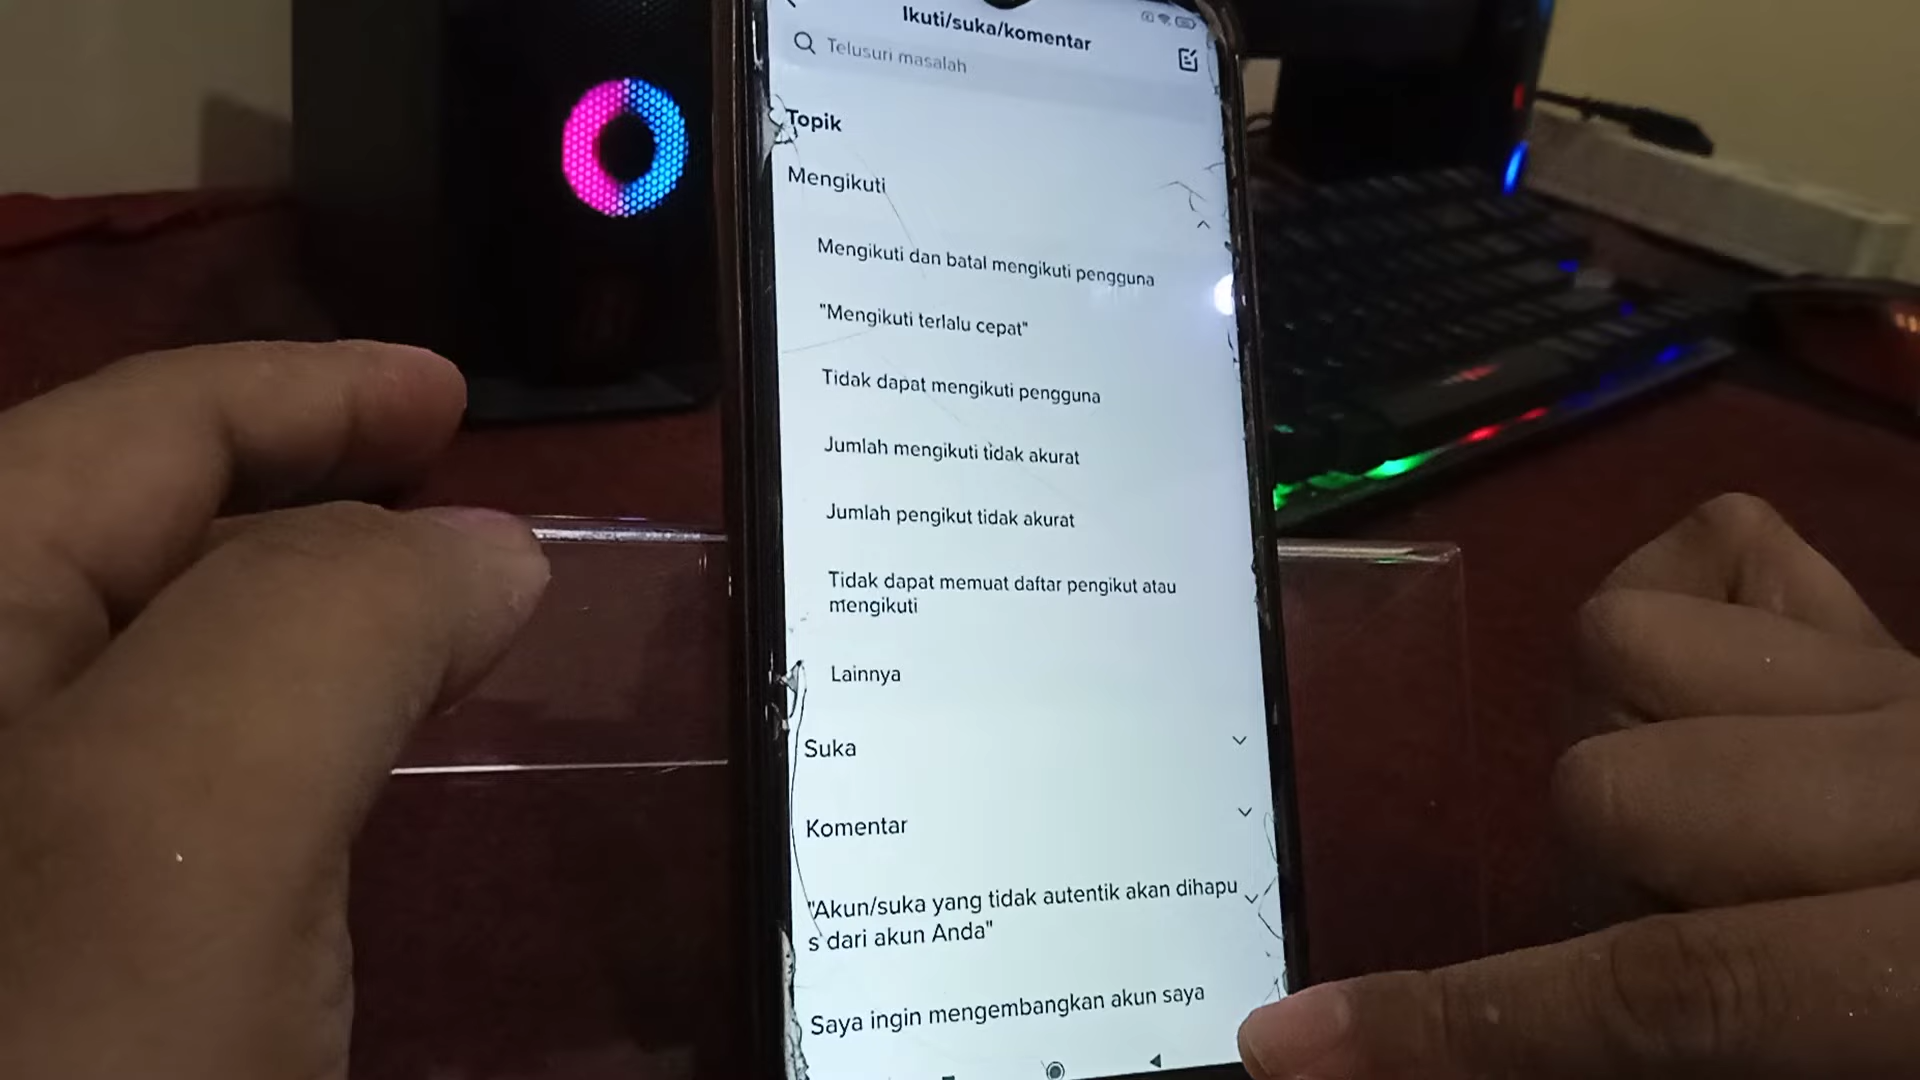 Ikuti/suka/komentar
Telusuri masalah
Topik
Mengikuti
Mengikuti dan batal mengikuti pengguna
"Mengikuti terlalu cepat"
Tidak dapat mengikuti pengguna
Jumlah mengikuti tidak akurat
Jumlah pengikut tidak akurat
Tidak dapat memuat daftar pengikut atau
mengikuti
Lainnya
Suka
Komentar
"Akun/suka yang tidak autentik akan dihapu
s dari akun Anda"
Saya ingin mengembangkan akun saya